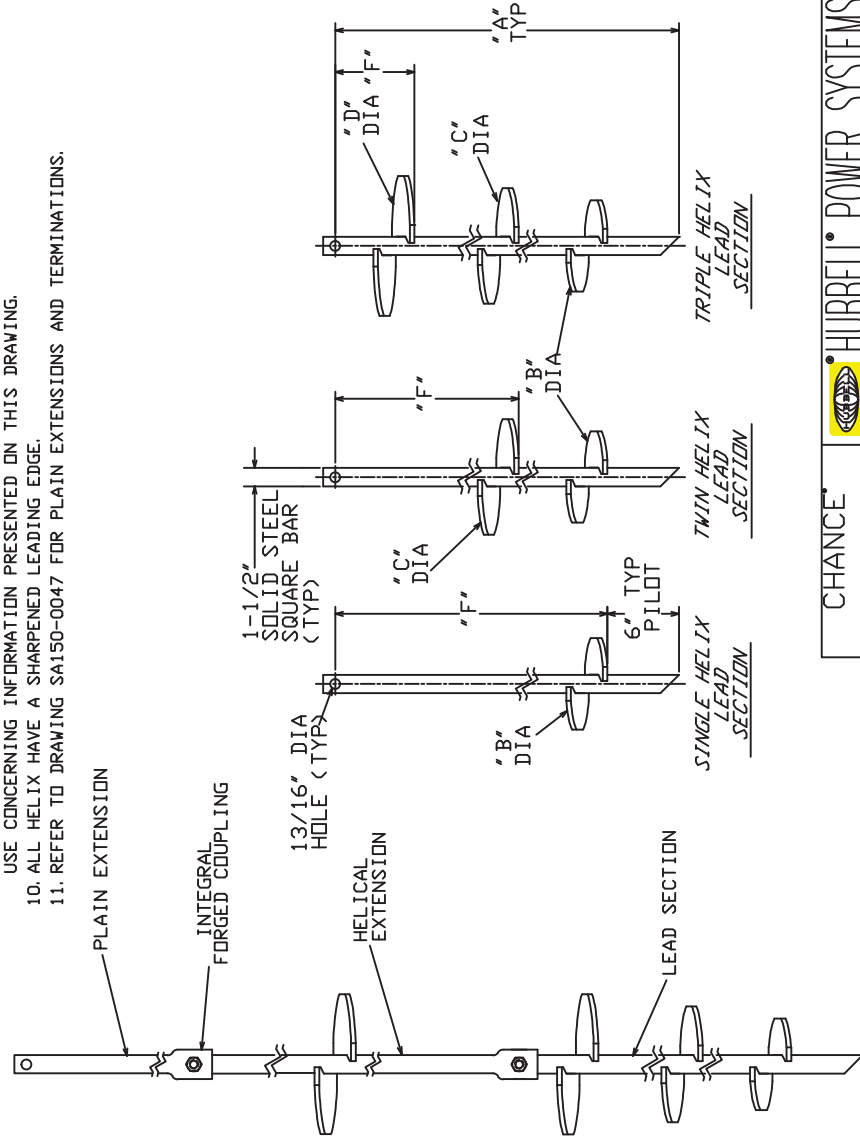 USE CONCERNING INFORMATION PRESENTED ON THIS DRAWING.
10. ALL HELIX HAVE A SHARPENED LEADING EDGE.
11. REFER TO DRAWING SA150-0047 FOR PLAIN EXTENSIONS AND TERMINATIONS.
PLAIN EXTENSION
INTEGRAL
FORGED COUPLING
HELICAL
EXTENSION
LEAD SECTION
13/16" DIA
HOLE (TYP)
1-1/2"
SOLID STEEL
SQUARE BAR
(TYP)
"B"
DIA
"F"
6" TYP
PILOT
SINGLE HELIX
LEAD
SECTION
"C"
DIA
"F"
"B"
DIA
TWIN HELIX
LEAD
SECTION
"D"
DIA
"F"
"C"
DIA
"A"
TYP
TRIPLE HELIX
LEAD
SECTION
CHANCE®
HUBBELL® POWER SYSTEMS